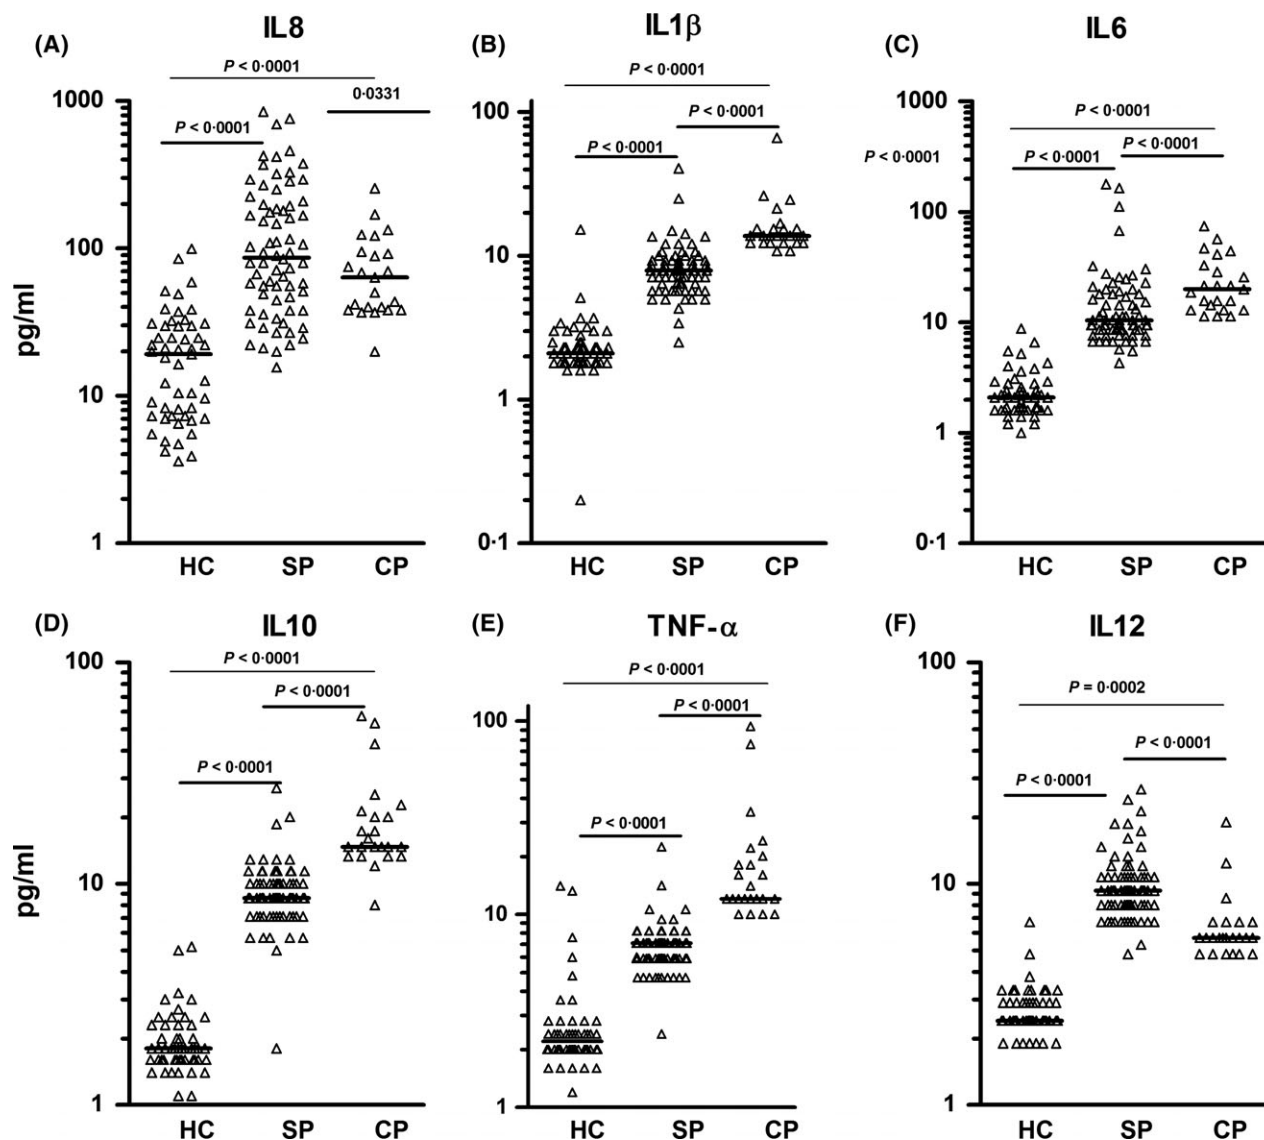 (A) IL8
P < 0·0001
0·0331
P < 0·0001
1000
100
10
1
pg/ml
HC SP CP
(B) IL1β
P < 0·0001
P < 0·0001
P < 0·0001
100
10
1
0·1
HC SP CP
(C) IL6
P < 0·0001
P < 0·0001
P < 0·0001
P < 0·0001
1000
100
10
1
0·1
HC SP CP
(D) IL10
P < 0·0001
P < 0·0001
P < 0·0001
100
10
1
pg/ml
HC SP CP
(E) TNF-α
P < 0·0001
P < 0·0001
P < 0·0001
100
10
1
HC SP CP
(F) IL12
P = 0·0002
P < 0·0001
P < 0·0001
100
10
1
HC SP CP